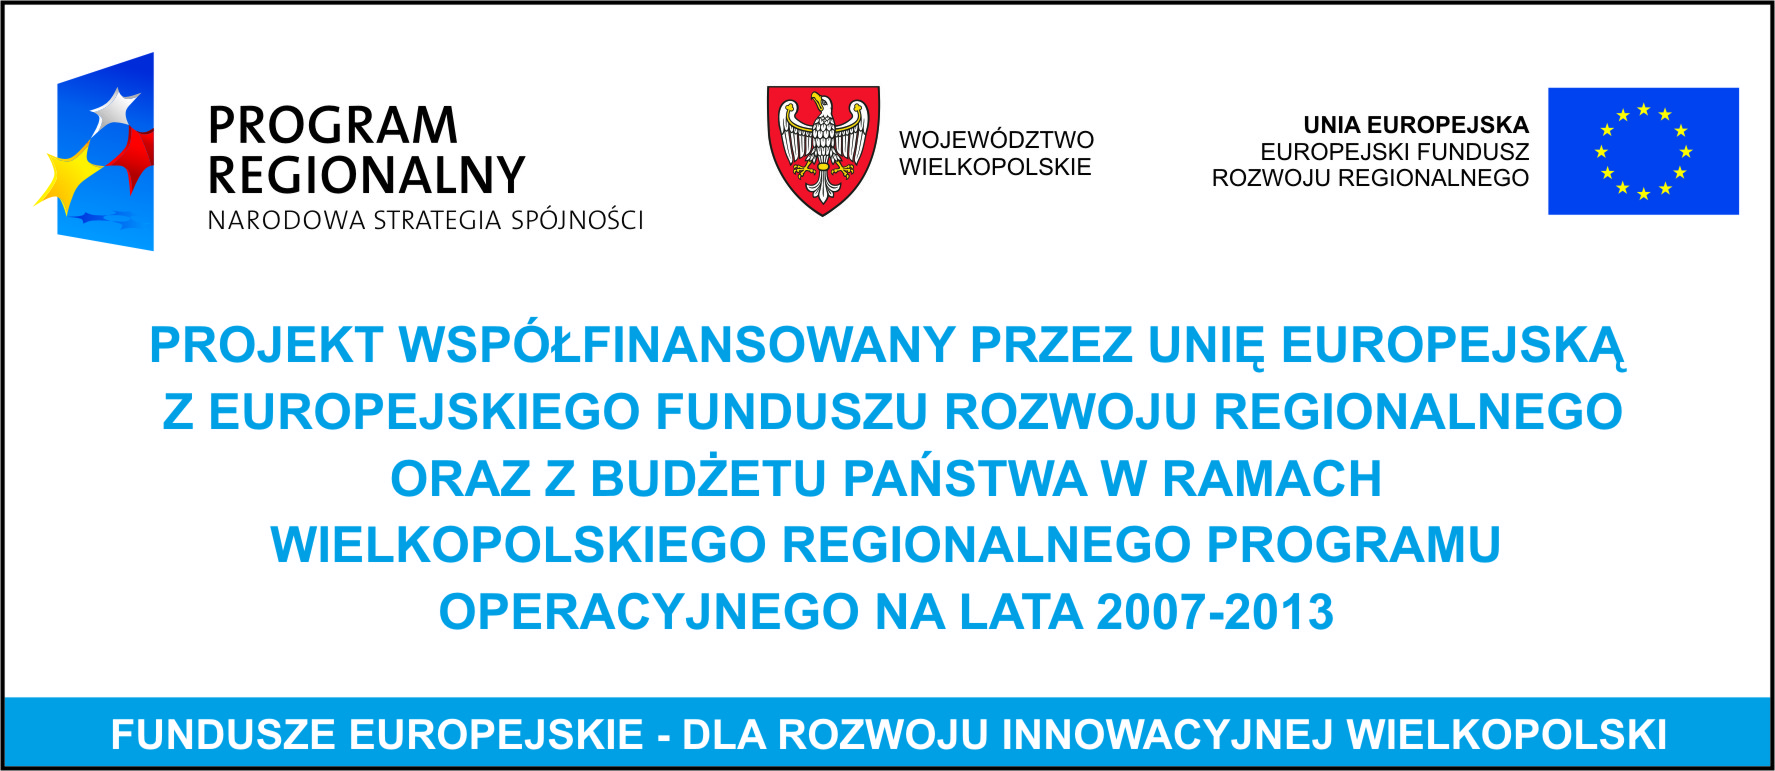 PROGRAM
REGIONALNY
NARODOWA STRATEGIA SPÓJNOŚCI
WOJEWÓDZTWO
WIELKOPOLSKIE
UNIA EUROPEJSKA
EUROPEJSKI FUNDUSZ
ROZWOJU REGIONALNEGO
PROJEKT WSPÓŁFINANSOWANY PRZEZ UNIĘ EUROPEJSKĄ
Z EUROPEJSKIEGO FUNDUSZU ROZWOJU REGIONALNEGO
ORAZ Z BUDŻETU PAŃSTWA W RAMACH
WIELKOPOLSKIEGO REGIONALNEGO PROGRAMU
OPERACYJNEGO NA LATA 2007-2013
FUNDUSZE EUROPEJSKIE - DLA ROZWOJU INNOWACYJNEJ WIELKOPOLSKI